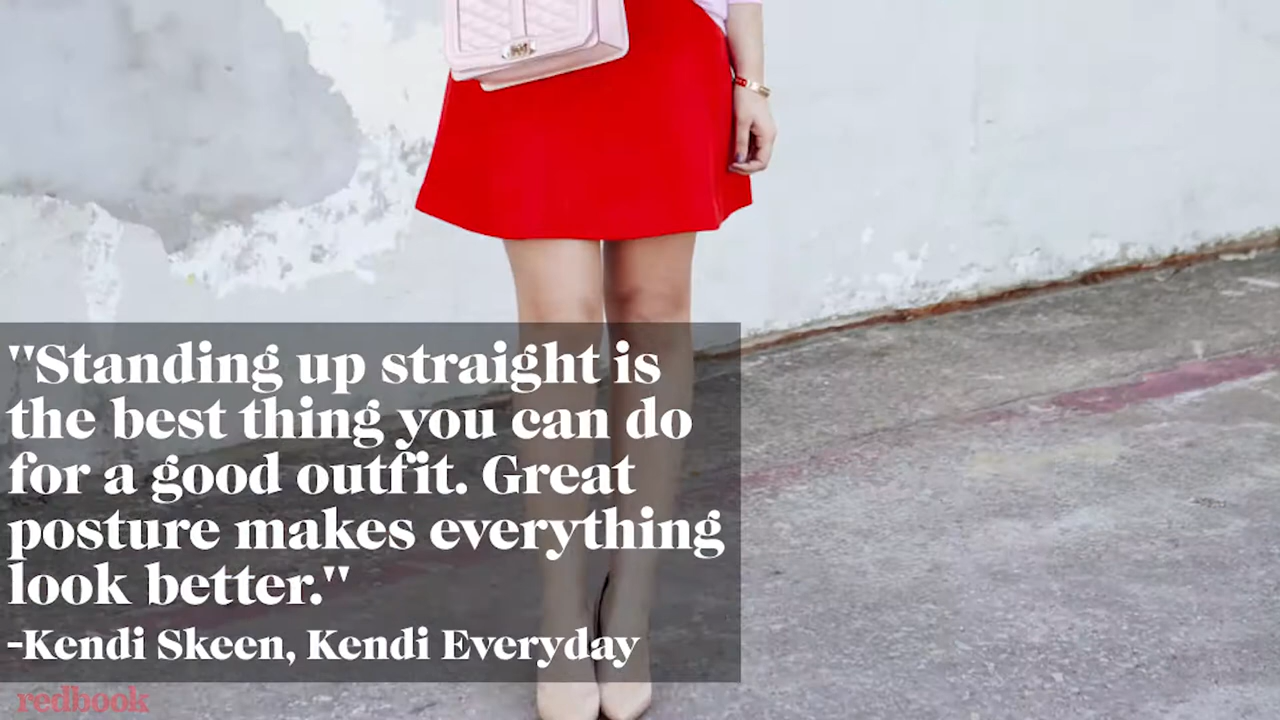 "Standing up straight is
the best thing you can do
for a good outfit. Great
posture makes everything
look better."
-Kendi Skeen, Kendi Everyday
redbook